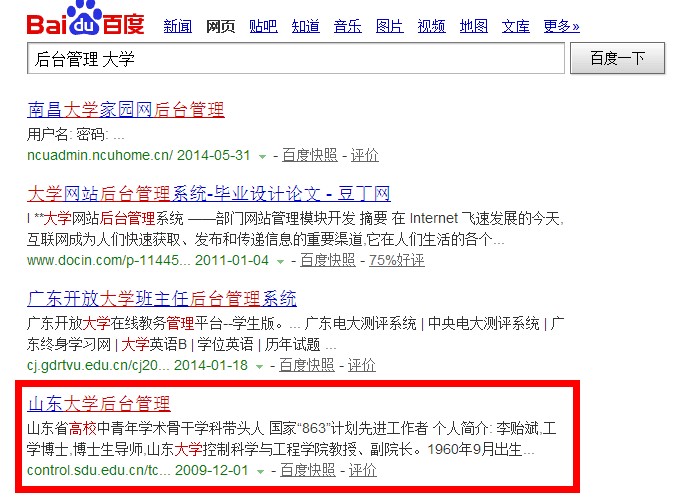 Bai du 百度 新闻 网页 贴吧 知道 音乐 图片 视频 地图 文库 更多»
后台管理 大学 百度一下
南昌大学家园网后台管理
用户名: 密码: ...
ncuadmin.ncuhome.cn/ 2014-05-31 - 百度快照 - 评价
大学网站后台管理系统-毕业设计论文 - 豆丁网
I **大学网站后台管理系统 ——部门网站管理模块开发 摘要 在 Internet 飞速发展的今天,
互联网成为人们快速获取、发布和传递信息的重要渠道,它在人们生活的各个...
www.docin.com/p-11445... 2011-01-04 - 百度快照 - 75%好评
广东开放大学班主任后台管理系统
广东开放大学在线教务管理平台--学生版。... 广东电大测评系统 | 中央电大测评系统 | 广
东终身学习网 | 大学英语B | 学位英语 | 历年试题 ...
cj.gdrtvu.edu.cn/cj20... 2014-01-18 - 百度快照 - 评价
山东大学后台管理
山东省高校中青年学术骨干学科带头人 国家“863”计划先进工作者 个人简介: 李贻斌,工
学博士,博士生导师,山东大学控制科学与工程学院教授、副院长。1960年9月出生...
control.sdu.edu.cn/tc... 2009-12-01 - 百度快照 - 评价